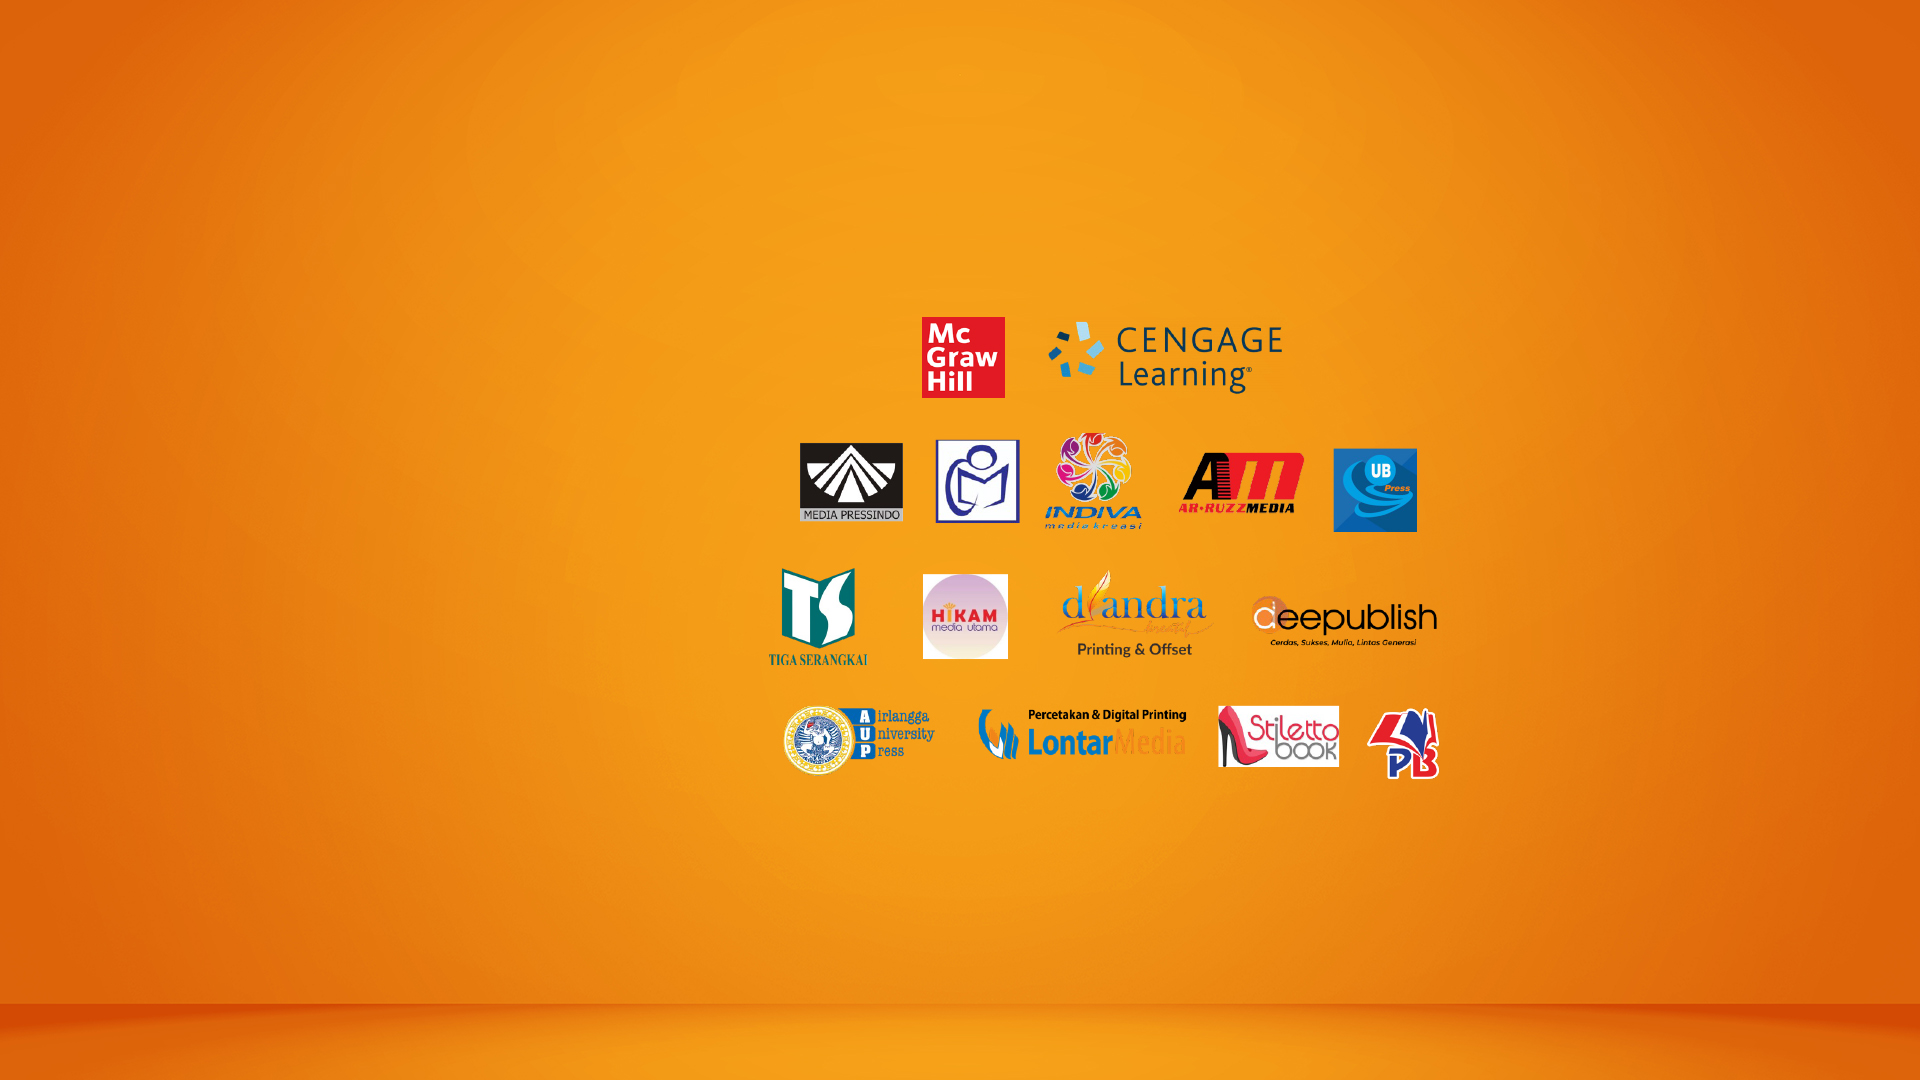 Mc
Graw
Hill
CENGAGE
Learning®
MEDIA PRESSINDO
INDIVA
media kreasi
AM
AR·RUZZMEDIA
UB
Press
TS
TIGA SERANGKAI
HIKAM
media utama
diandra
Printing & Offset
deepublish
Cerdas, Sukses, Mulia, Lintas Generasi
Airlangga
University
Press
Percetakan & Digital Printing
LontarMedia
Stiletto
book
PB